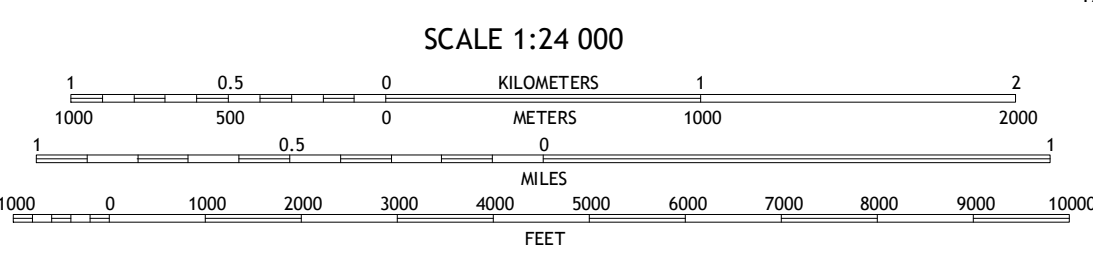 SCALE 1:24 000
1 0.5 0 KILOMETERS 1 2
1000 500 0 METERS 1000 2000
1 0.5 0 1
MILES
1000 0 1000 2000 3000 4000 5000 6000 7000 8000 9000 10000
FEET